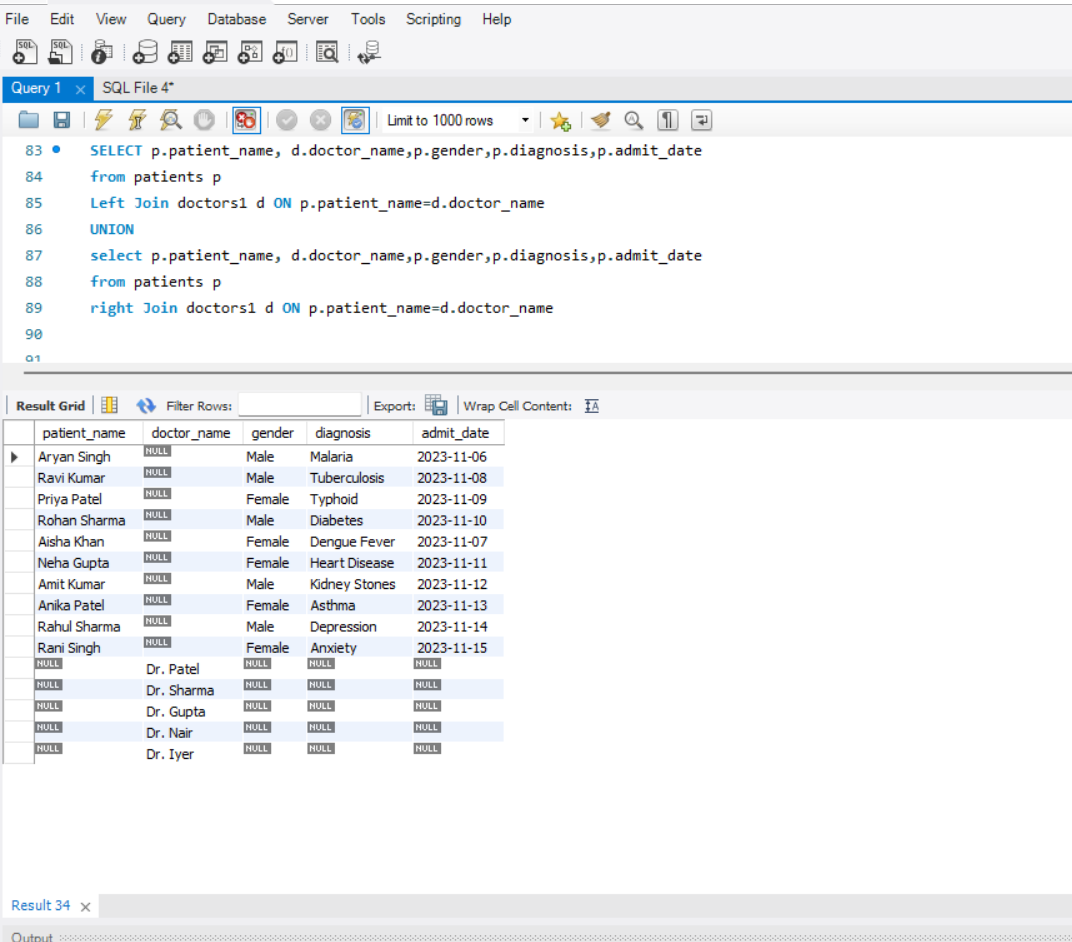 File Edit View Query Database Server Tools Scripting Help
SQL SQL
Query 1 × SQL File 4*
Limit to 1000 rows
83 SELECT p.patient_name, d.doctor_name,p.gender,p.diagnosis,p.admit_date
84 from patients p
85 Left Join doctors1 d ON p.patient_name=d.doctor_name
86 UNION
87 select p.patient_name, d.doctor_name,p.gender,p.diagnosis,p.admit_date
88 from patients p
89 right Join doctors1 d ON p.patient_name=d.doctor_name
90
91
Result Grid Filter Rows: Export: Wrap Cell Content: IA
patient_name doctor_name gender diagnosis admit_date
Aryan Singh NULL Male Malaria 2023-11-06
Ravi Kumar NULL Male Tuberculosis 2023-11-08
Priya Patel NULL Female Typhoid 2023-11-09
Rohan Sharma NULL Male Diabetes 2023-11-10
Aisha Khan NULL Female Dengue Fever 2023-11-07
Neha Gupta NULL Female Heart Disease 2023-11-11
Amit Kumar NULL Male Kidney Stones 2023-11-12
Anika Patel NULL Female Asthma 2023-11-13
Rahul Sharma NULL Male Depression 2023-11-14
Rani Singh NULL Female Anxiety 2023-11-15
NULL Dr. Patel NULL NULL NULL
NULL Dr. Sharma NULL NULL NULL
NULL Dr. Gupta NULL NULL NULL
NULL Dr. Nair NULL NULL NULL
NULL Dr. Iyer NULL NULL NULL
Result 34 ×
Output